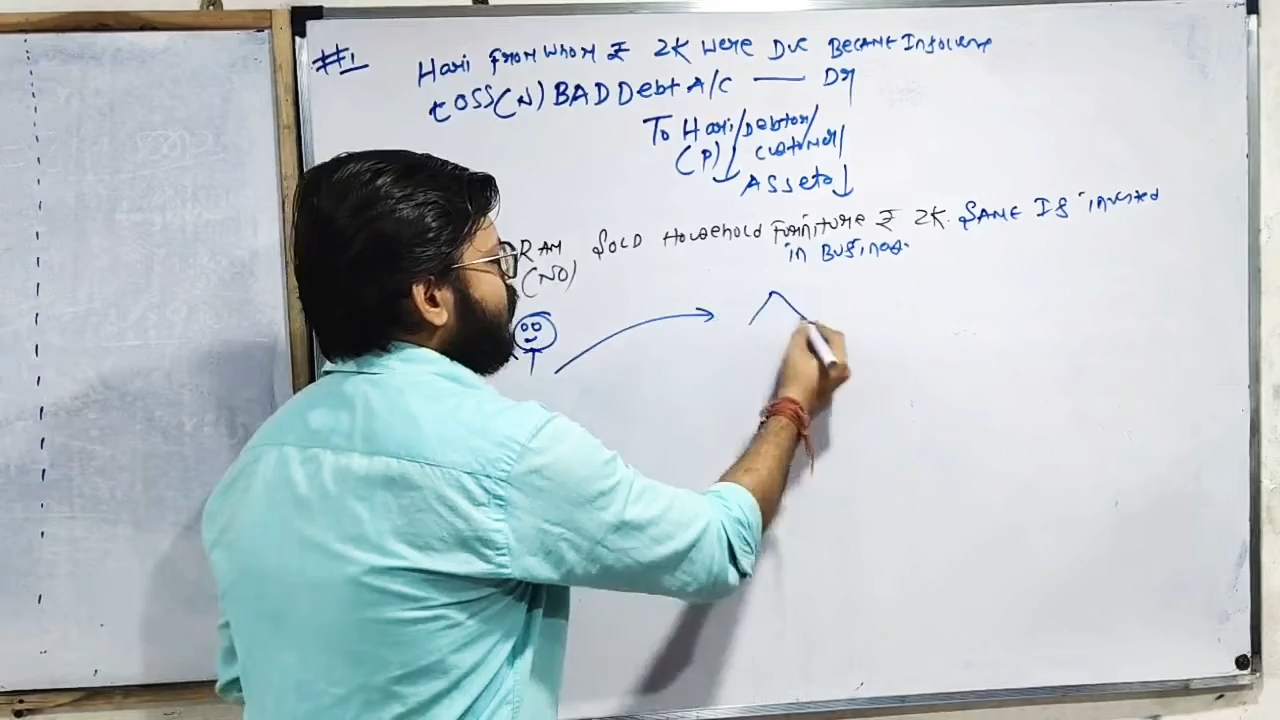 #1 Hari From Whom ₹ 2K Were Due Became Insolvent
LOSS(N) BAD Debt A/C — Dr
To Hari/Debtor/
(P)↓ customer/
Assets↓
RAM SOLD Household Furniture ₹ 2K. SAME IS invested
(NO) in Business.